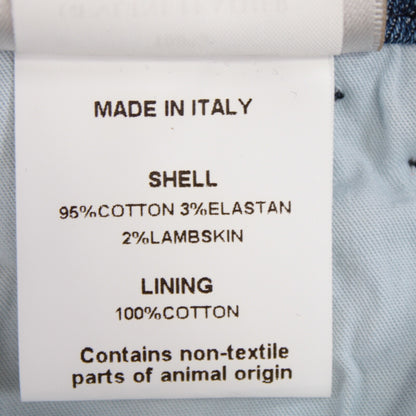 MADE IN ITALY
SHELL
95%COTTON 3%ELASTAN
2%LAMBSKIN
LINING
100%COTTON
Contains non-textile
parts of animal origin